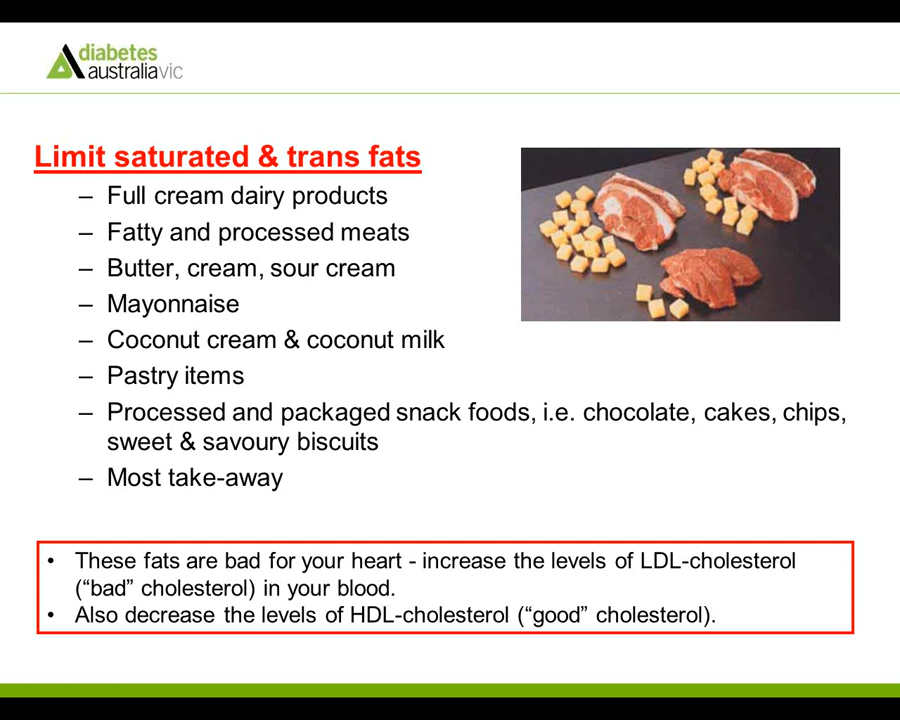 diabetes
australiavic
Limit saturated & trans fats
– Full cream dairy products
– Fatty and processed meats
– Butter, cream, sour cream
– Mayonnaise
– Coconut cream & coconut milk
– Pastry items
– Processed and packaged snack foods, i.e. chocolate, cakes, chips,
sweet & savoury biscuits
– Most take-away
• These fats are bad for your heart - increase the levels of LDL-cholesterol
(“bad” cholesterol) in your blood.
• Also decrease the levels of HDL-cholesterol (“good” cholesterol).